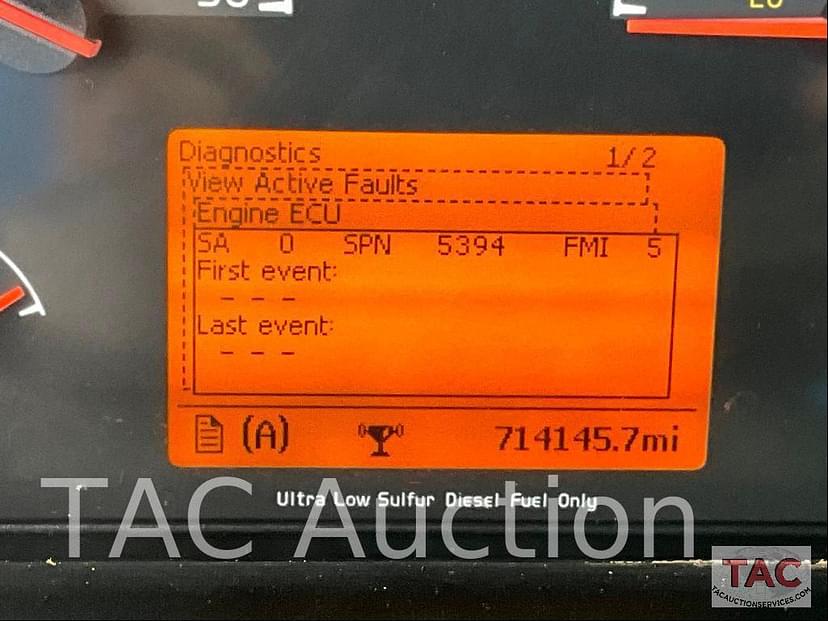 Diagnostics 1/2
View Active Faults
Engine ECU
SA 0 SPN 5394 FMI 5
First event:
- - -
Last event:
- - -
(A) 714145.7mi
Ultra Low Sulfur Diesel Fuel Only
TAC Auction
TAC
TACAUCTIONSERVICES.COM